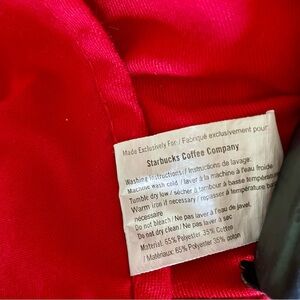 Made Exclusively For: / Fabriqué exclusivement pour:
Starbucks Coffee Company
Washing Instructions: / Instructions de lavage:
Machine wash cold / laver à la machine à l'eau froide
Tumble dry low / sécher à tambour à basse température
Warm iron if necessary / repasser à température basse
nécessaire
Do not bleach / Ne pas laver à l'eau de javel,
Do not dry clean / Ne pas laver à sec
Material: 65% Polyester 35% Cotton
/ Matériaux: 65% Polyester 35% coton